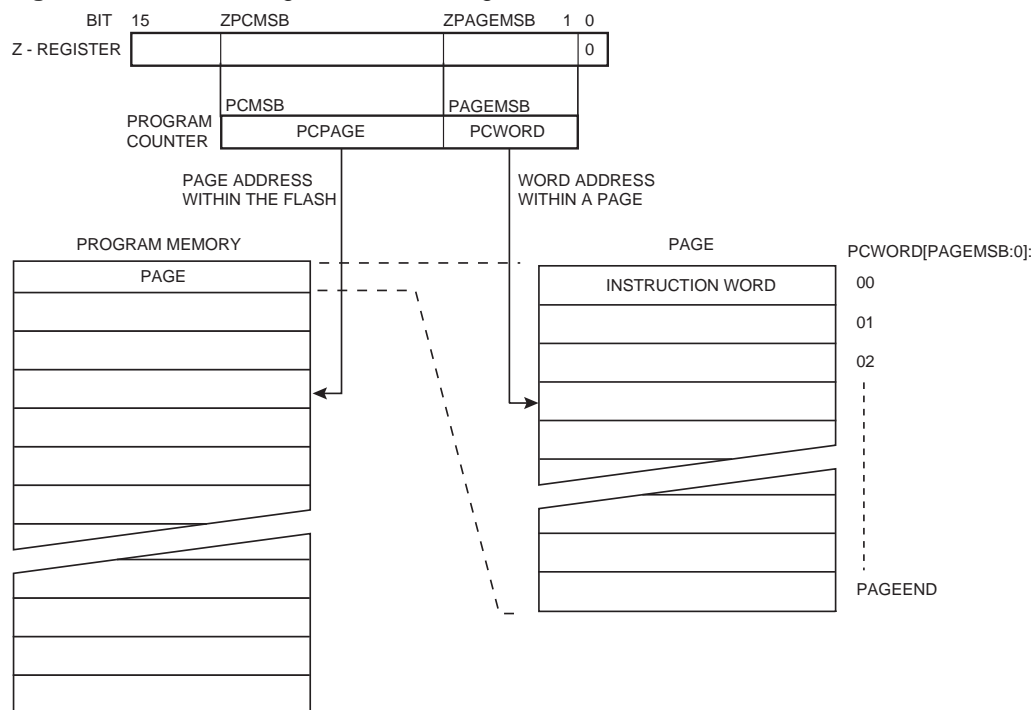 BIT 15 ZPCMSB ZPAGEMSB 1 0
Z - REGISTER 0
PCMSB PAGEMSB
PROGRAM
COUNTER
PCPAGE PCWORD
PAGE ADDRESS
WITHIN THE FLASH
WORD ADDRESS
WITHIN A PAGE
PROGRAM MEMORY
PAGE
PAGE
INSTRUCTION WORD
PCWORD[PAGEMSB:0]:
00
01
02
PAGEEND